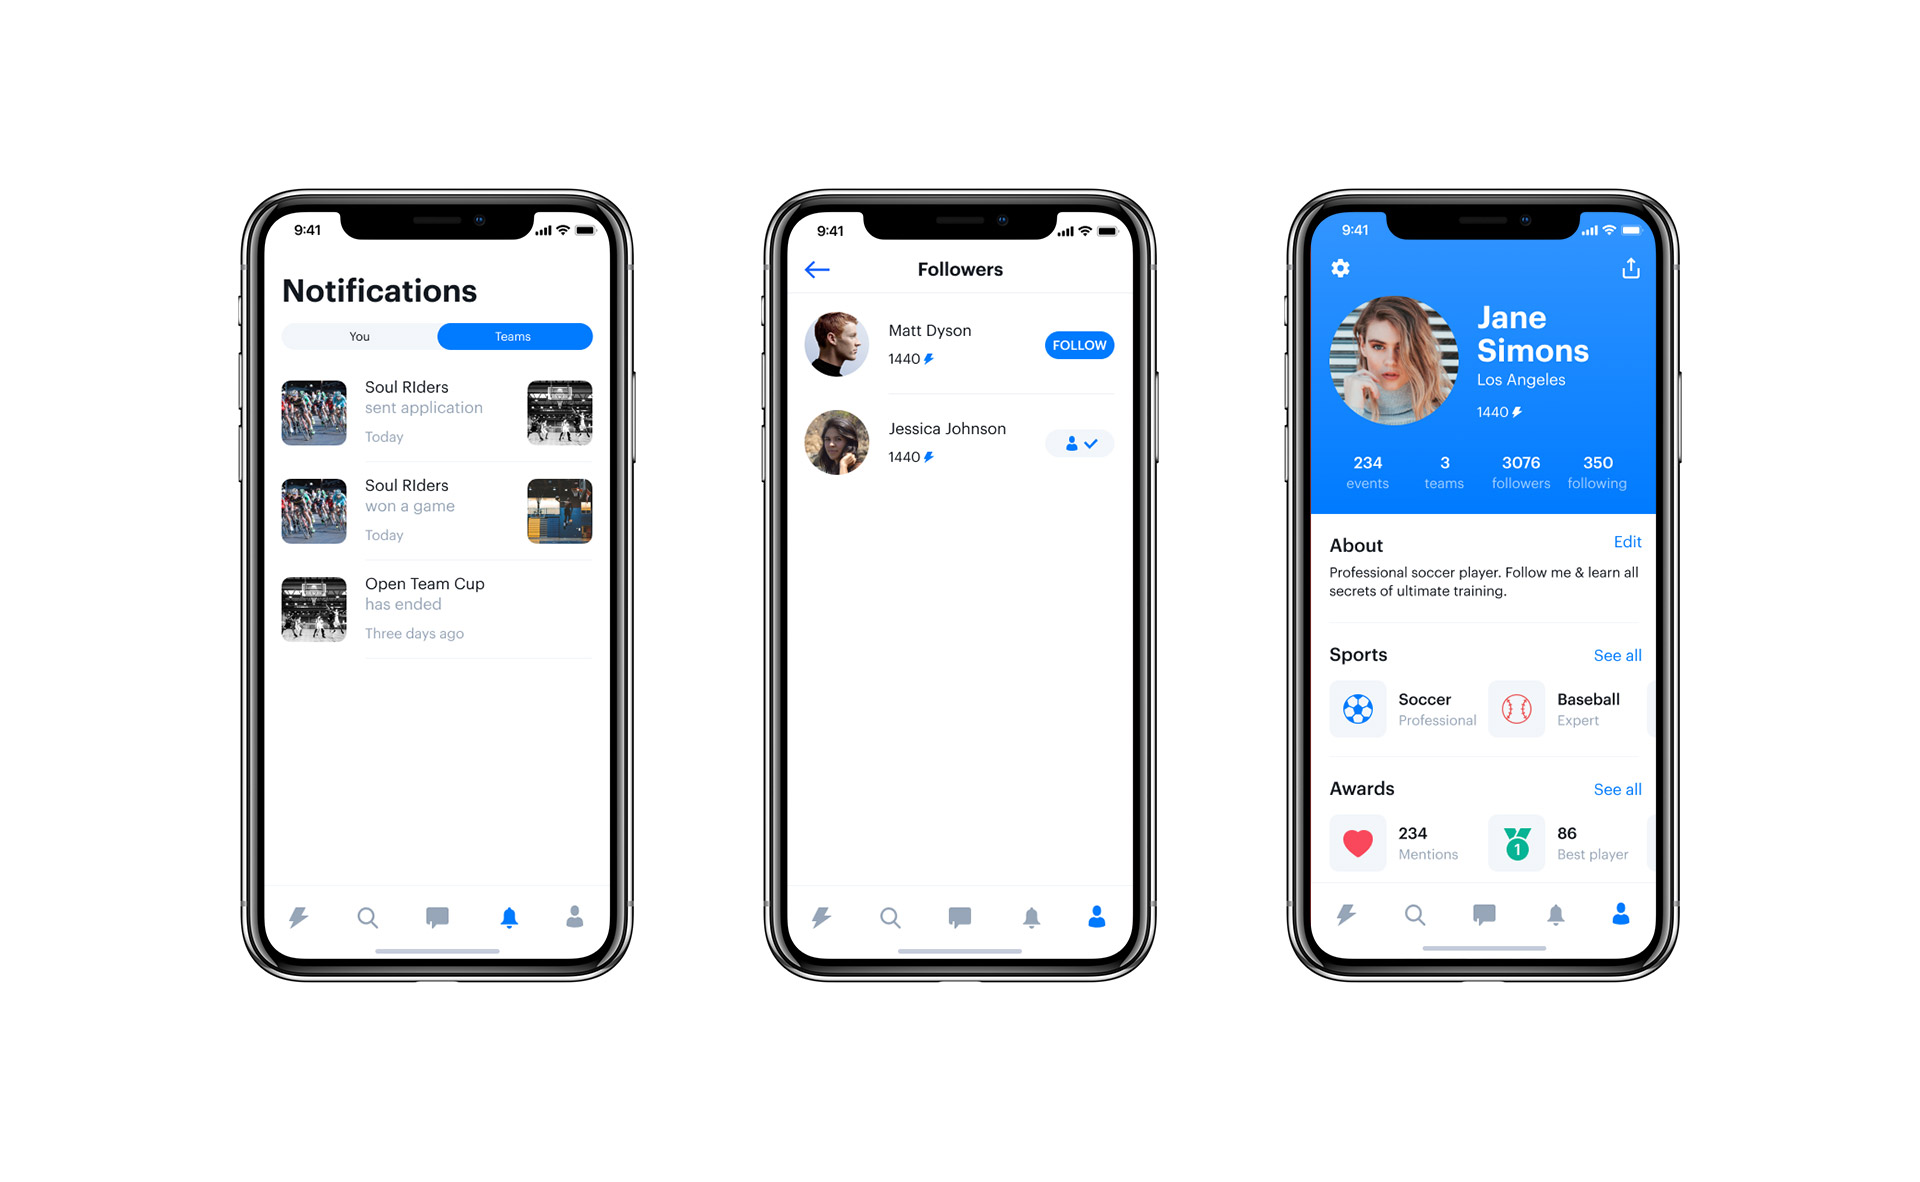 9:41
Notifications
You
Teams
Soul RIders
sent application
Today
Soul RIders
won a game
Today
Open Team Cup
has ended
Three days ago
9:41
Followers
Matt Dyson
1440
FOLLOW
Jessica Johnson
1440
9:41
Jane
Simons
Los Angeles
1440
234
events
3
teams
3076
followers
350
following
About
Edit
Professional soccer player. Follow me & learn all
secrets of ultimate training.
Sports
See all
Soccer
Professional
Baseball
Expert
Awards
See all
234
Mentions
1
86
Best player